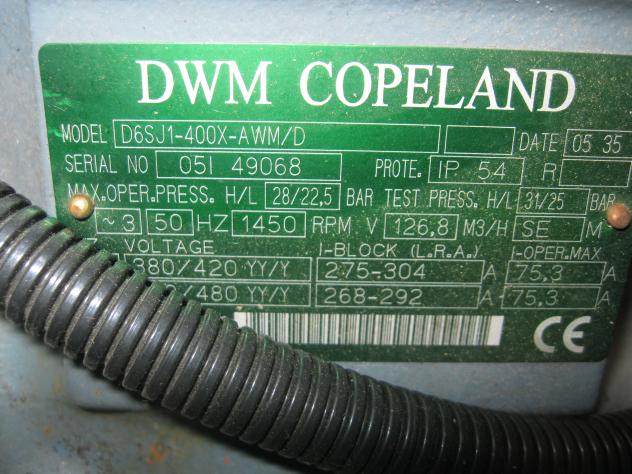 DWM COPELAND
MODEL D6SJ1-400X-AWM/D DATE 05 35
SERIAL NO 05I 49068 PROTE. IP 54 R
MAX.OPER.PRESS. H/L 28/22,5 BAR TEST PRESS. H/L 31/25 BAR
~3 50 HZ 1450 RPM V 126,8 M3/H SE M
VOLTAGE I-BLOCK (L.R.A.) I-OPER.MAX
380/420 YY/Y 275-304 A 75,3 A
/480 YY/Y 268-292 A 75,3 A
CE